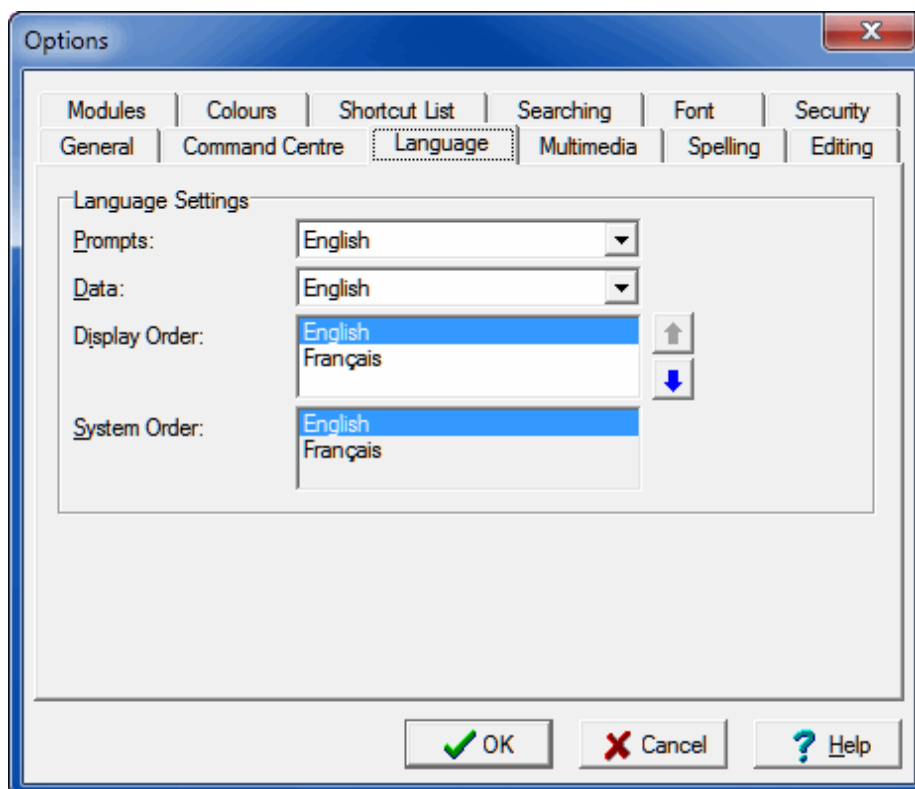 Options
Modules Colours Shortcut List Searching Font Security
General Command Centre Language Multimedia Spelling Editing
Language Settings
Prompts: English
Data: English
Display Order: English
Français
System Order: English
Français
OK Cancel ? Help